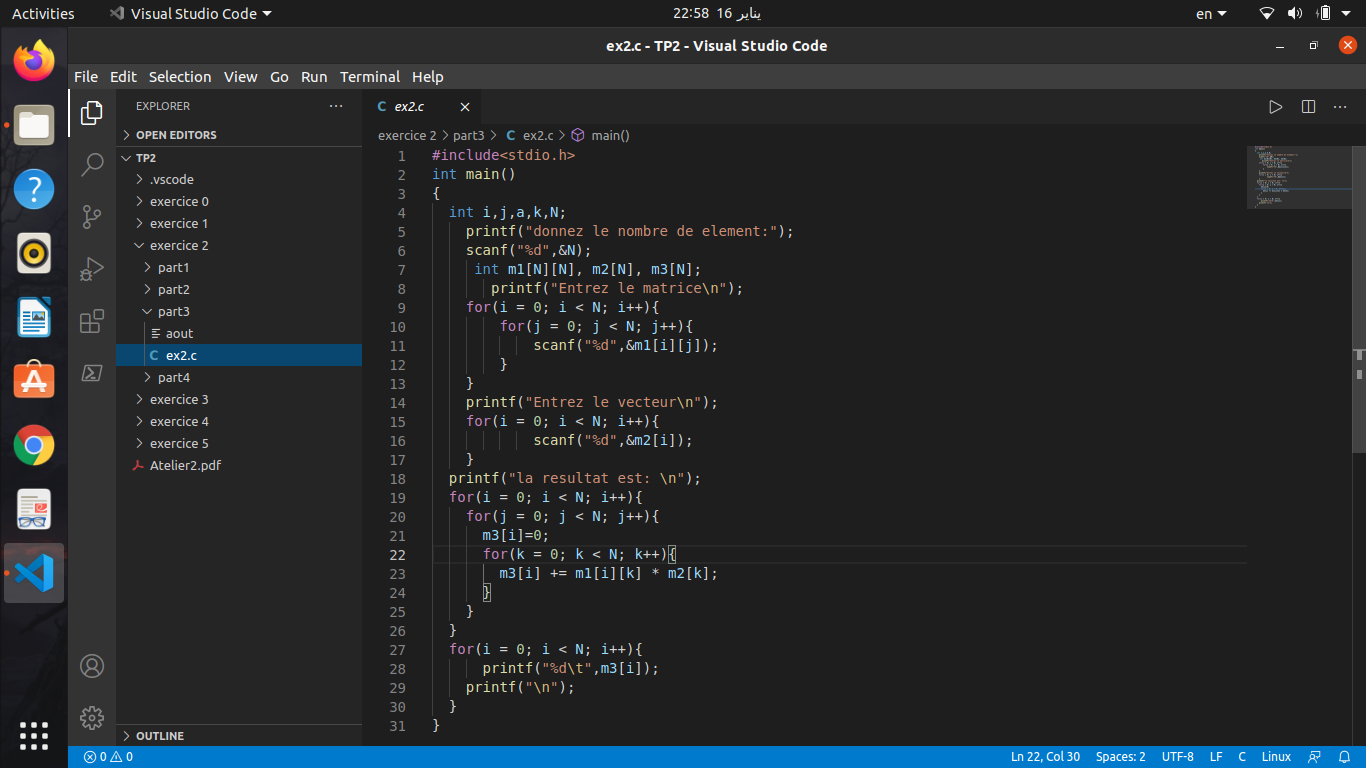 Activities
Visual Studio Code
22:58 16 يناير
en
ex2.c - TP2 - Visual Studio Code
File Edit Selection View Go Run Terminal Help
EXPLORER
OPEN EDITORS
TP2
.vscode
exercice 0
exercice 1
exercice 2
part1
part2
part3
aout
ex2.c
part4
exercice 3
exercice 4
exercice 5
Atelier2.pdf
OUTLINE
C ex2.c
exercice 2 > part3 > C ex2.c > main()
1 #include<stdio.h>
2 int main()
3 {
4 int i,j,a,k,N;
5 printf("donnez le nombre de element:");
6 scanf("%d",&N);
7 int m1[N][N], m2[N], m3[N];
8 printf("Entrez le matrice\n");
9 for(i = 0; i < N; i++){
10 for(j = 0; j < N; j++){
11 scanf("%d",&m1[i][j]);
12 }
13 }
14 printf("Entrez le vecteur\n");
15 for(i = 0; i < N; i++){
16 scanf("%d",&m2[i]);
17 }
18 printf("la resultat est: \n");
19 for(i = 0; i < N; i++){
20 for(j = 0; j < N; j++){
21 m3[i]=0;
22 for(k = 0; k < N; k++){
23 m3[i] += m1[i][k] * m2[k];
24 }
25 }
26 }
27 for(i = 0; i < N; i++){
28 printf("%d\t",m3[i]);
29 printf("\n");
30 }
31 }
0 0
Ln 22, Col 30 Spaces: 2 UTF-8 LF C Linux